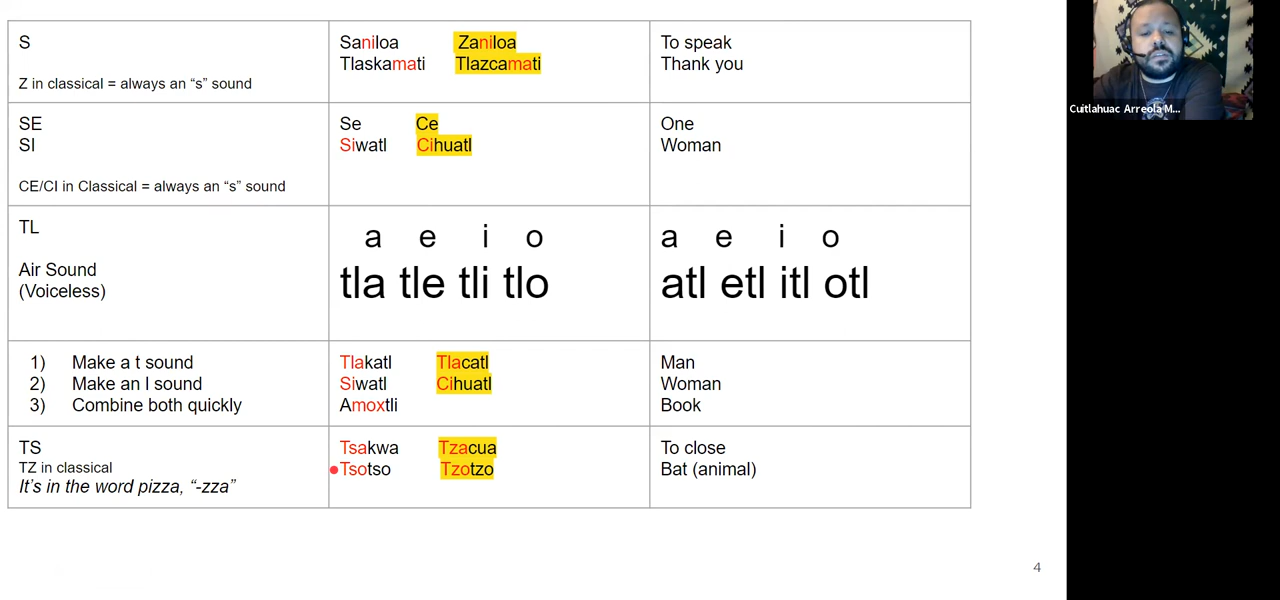 S
Saniloa Zaniloa
To speak
Tlaskamati Tlazcamati
Thank you
Z in classical = always an “s” sound
SE
Se Ce
One
SI
Siwatl Cihuatl
Woman
CE/CI in Classical = always an “s” sound
TL
a e i o
a e i o
Air Sound
(Voiceless)
tla tle tli tlo
atl etl itl otl
1) Make a t sound
Tlakatl Tlacatl
Man
2) Make an l sound
Siwatl Cihuatl
Woman
3) Combine both quickly
Amoxtli
Book
TS
Tsakwa Tzacua
To close
TZ in classical
Tsotso Tzotzo
Bat (animal)
It’s in the word pizza, “-zza”
4
Cuitlahuac Arreola M...